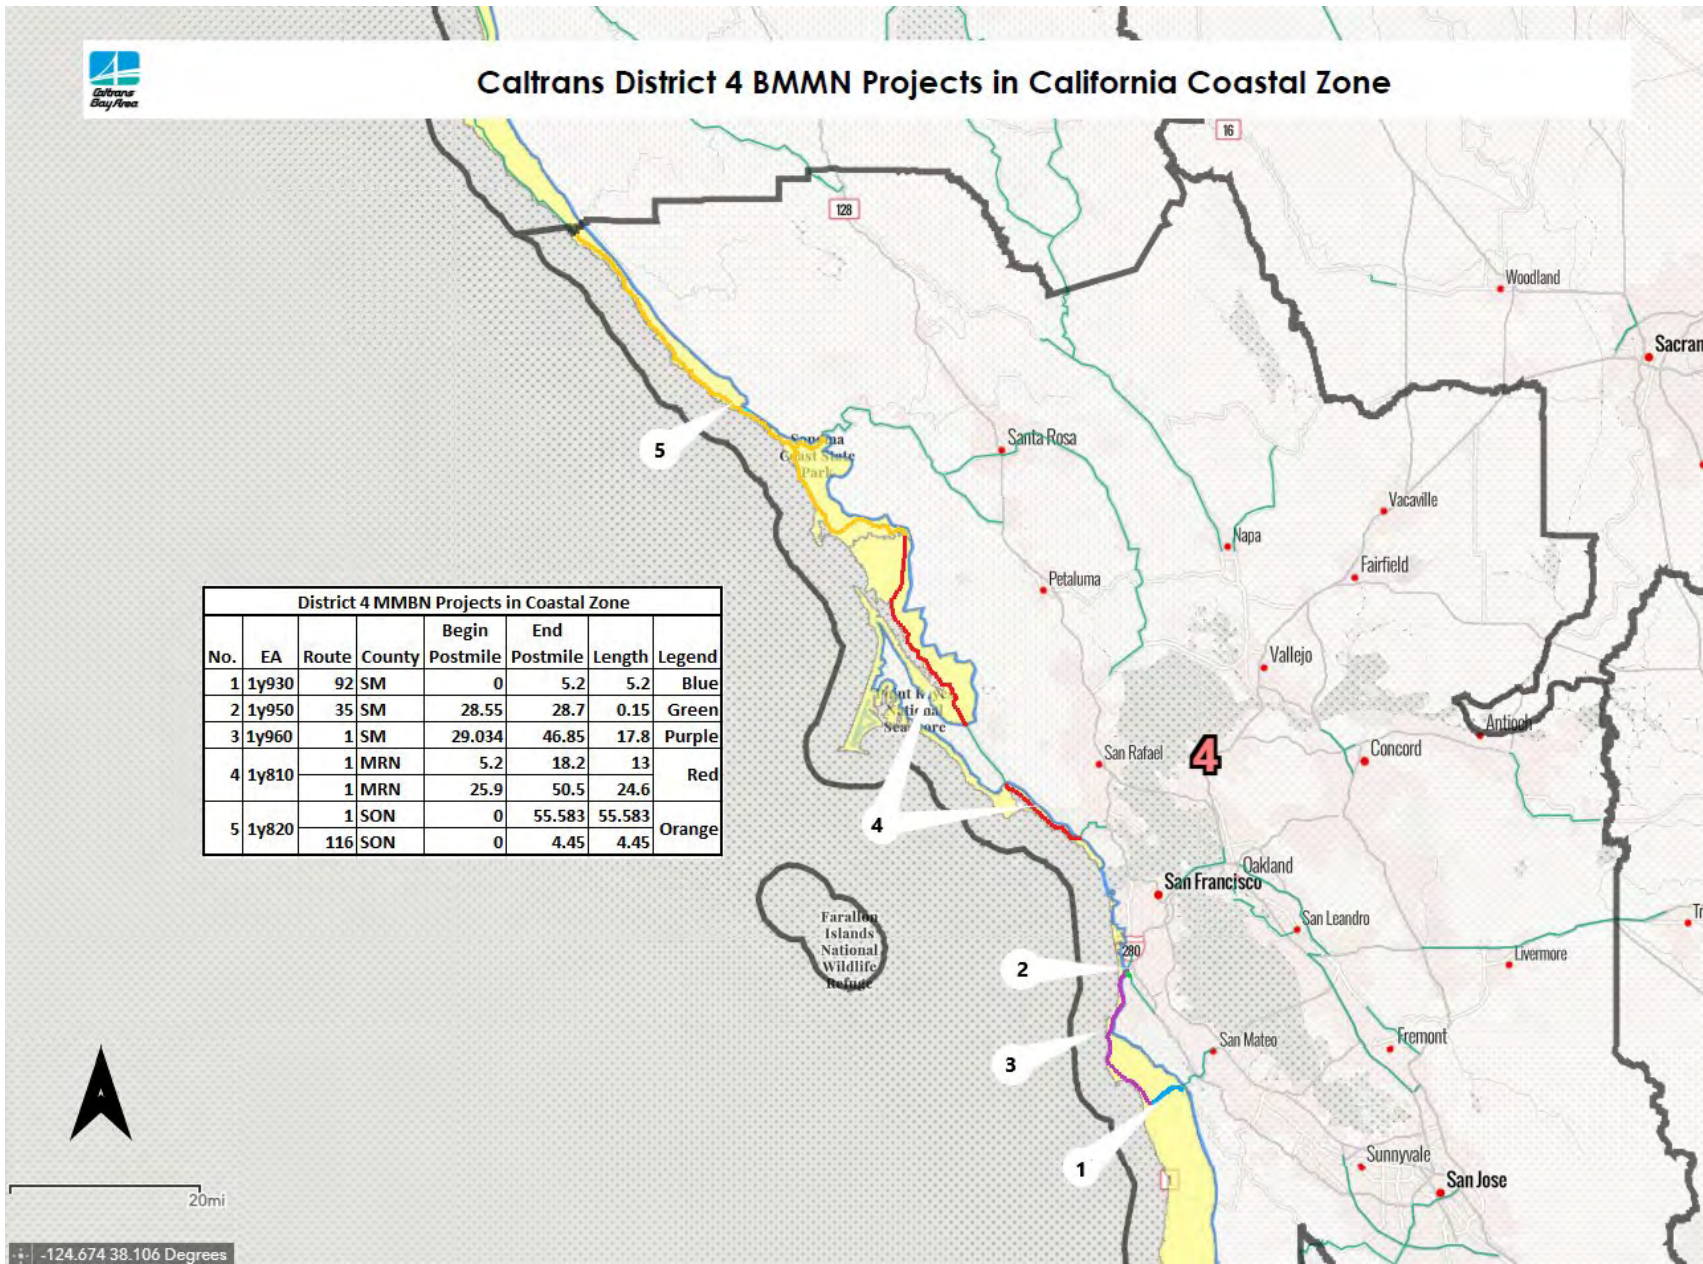 Caltrans
Bay Area
Caltrans District 4 BMMN Projects in California Coastal Zone
16
128
Woodland
Sacran
5
Sonoma
Coast State
Park
Santa Rosa
Vacaville
Napa
Fairfield
Petaluma
District 4 MMBN Projects in Coastal Zone
No. EA Route County Begin Postmile End Postmile Length Legend
1 1y930 92 SM 0 5.2 5.2 Blue
2 1y950 35 SM 28.55 28.7 0.15 Green
3 1y960 1 SM 29.034 46.85 17.8 Purple
4 1y810 1 MRN 5.2 18.2 13 Red
1 MRN 25.9 50.5 24.6
5 1y820 1 SON 0 55.583 55.583 Orange
116 SON 0 4.45 4.45
Vallejo
National
Antioch
Concord
San Rafael
4
4
Oakland
San Francisco
San Leandro
Tr
Farallon
Islands
National
Wildlife
Refuge
280
Livermore
2
3
San Mateo
Fremont
1
Sunnyvale
San Jose
1
20mi
-124.674 38.106 Degrees